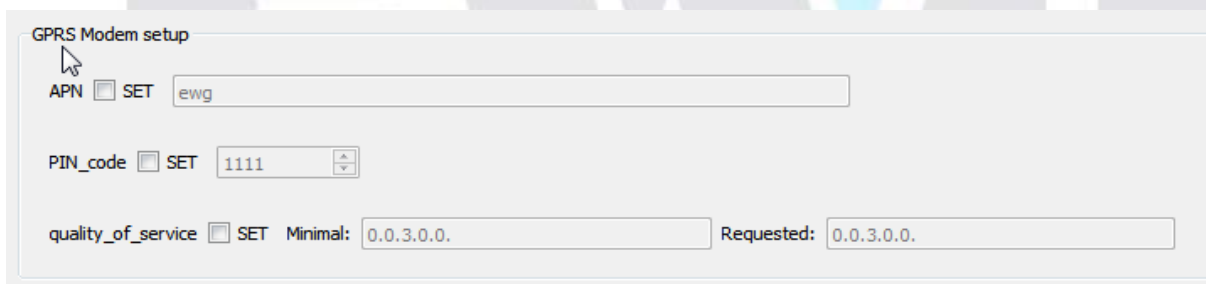 GPRS Modem setup
APN SET ewg
PIN_code SET 1111
quality_of_service SET Minimal: 0.0.3.0.0. Requested: 0.0.3.0.0.